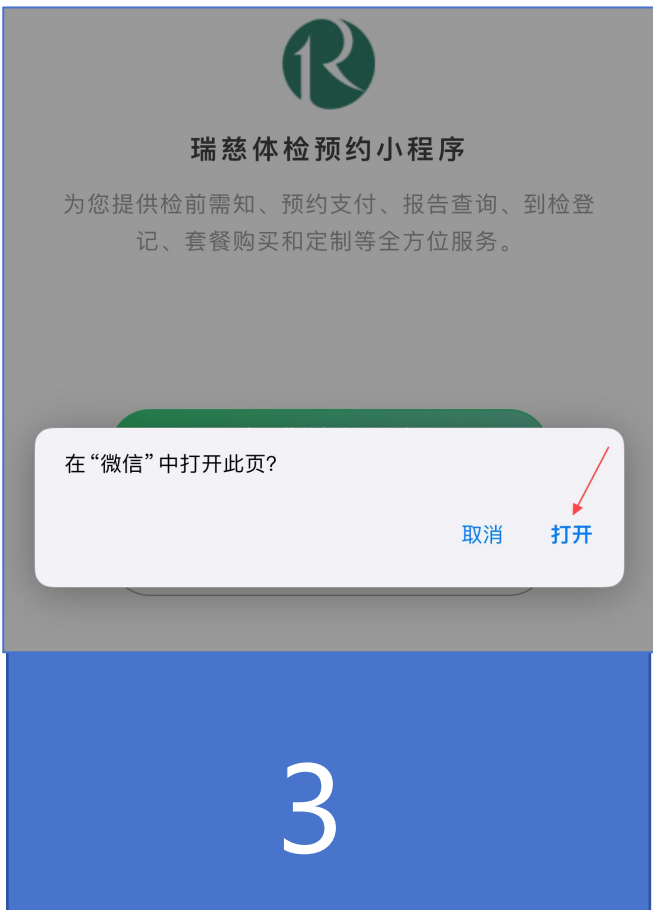 瑞慈体检预约小程序
为您提供检前需知、预约支付、报告查询、到检登
记、套餐购买和定制等全方位服务。
在“微信”中打开此页?
取消 打开
3